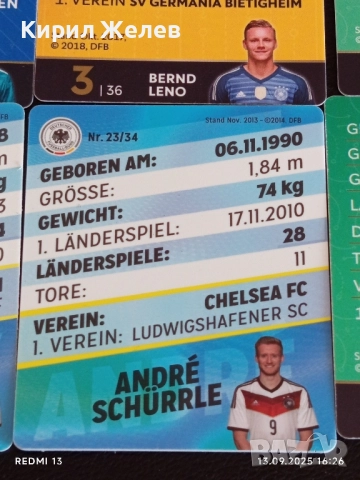 Кирил Желев
1. VEREIN SV GERMANIA BIETIGHEIM
© 2018, DFB
3 | 36
BERND
LENO
Nr. 23/34
Stand Nov. 2013 - ©2014, DFB
GEBOREN AM: 06.11.1990
GRÖSSE: 1,84 m
GEWICHT: 74 kg
1. LÄNDERSPIEL: 17.11.2010
LÄNDERSPIELE: 28
TORE: 11
VEREIN: CHELSEA FC
1. VEREIN: LUDWIGSHAFENER SC
ANDRÉ
SCHÜRRLE
9
REDMI 13
13.09.2025 16:26